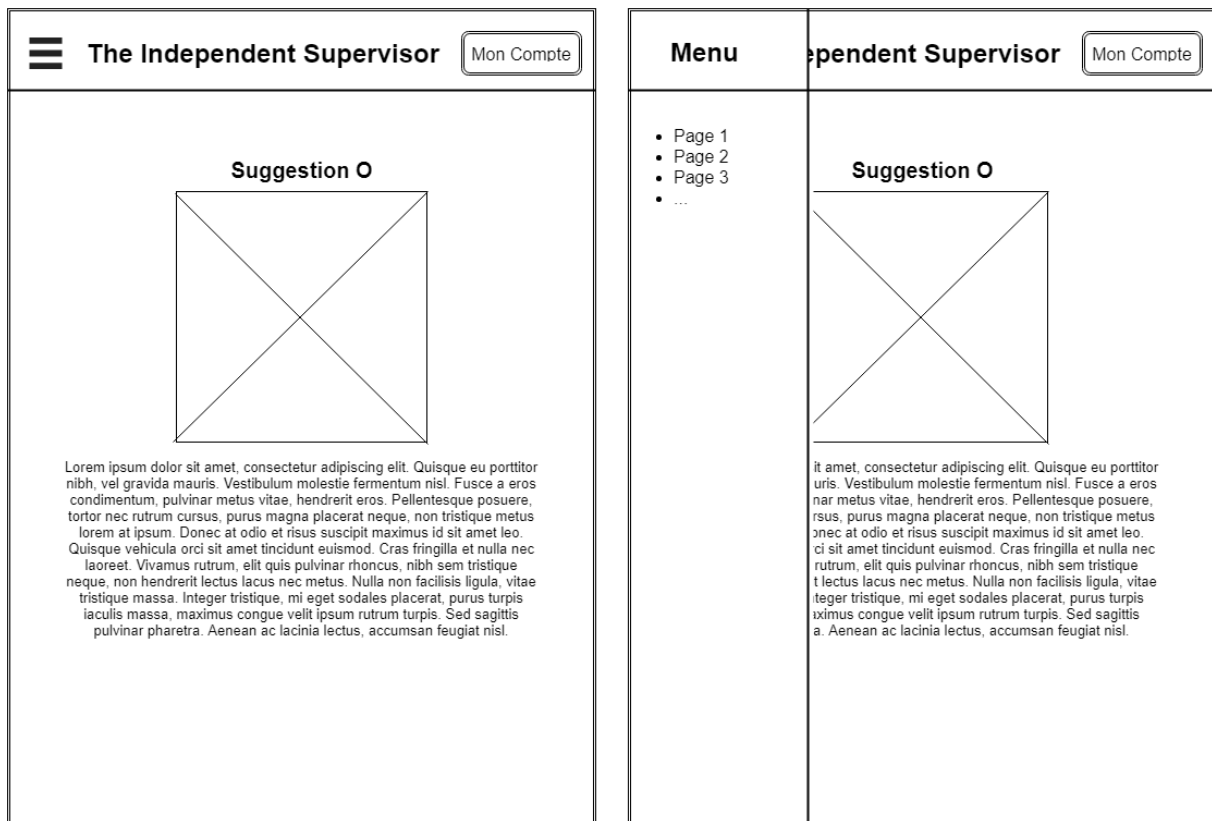 The Independent Supervisor
Mon Compte
Suggestion O
Lorem ipsum dolor sit amet, consectetur adipiscing elit. Quisque eu porttitor
nibh, vel gravida mauris. Vestibulum molestie fermentum nisl. Fusce a eros
condimentum, pulvinar metus vitae, hendrerit eros. Pellentesque posuere,
tortor nec rutrum cursus, purus magna placerat neque, non tristique metus
lorem at ipsum. Donec at odio et risus suscipit maximus id sit amet leo.
Quisque vehicula orci sit amet tincidunt euismod. Cras fringilla et nulla nec
laoreet. Vivamus rutrum, elit quis pulvinar rhoncus, nibh sem tristique
neque, non hendrerit lectus lacus nec metus. Nulla non facilisis ligula, vitae
tristique massa. Integer tristique, mi eget sodales placerat, purus turpis
iaculis massa, maximus congue velit ipsum rutrum turpis. Sed sagittis
pulvinar pharetra. Aenean ac lacinia lectus, accumsan feugiat nisl.
Menu
ependent Supervisor
Mon Compte
Page 1
Page 2
Page 3
...
Suggestion O
it amet, consectetur adipiscing elit. Quisque eu porttitor
uris. Vestibulum molestie fermentum nisl. Fusce a eros
nar metus vitae, hendrerit eros. Pellentesque posuere,
rsus, purus magna placerat neque, non tristique metus
onec at odio et risus suscipit maximus id sit amet leo.
ci sit amet tincidunt euismod. Cras fringilla et nulla nec
rutrum, elit quis pulvinar rhoncus, nibh sem tristique
t lectus lacus nec metus. Nulla non facilisis ligula, vitae
teger tristique, mi eget sodales placerat, purus turpis
aximus congue velit ipsum rutrum turpis. Sed sagittis
a. Aenean ac lacinia lectus, accumsan feugiat nisl.